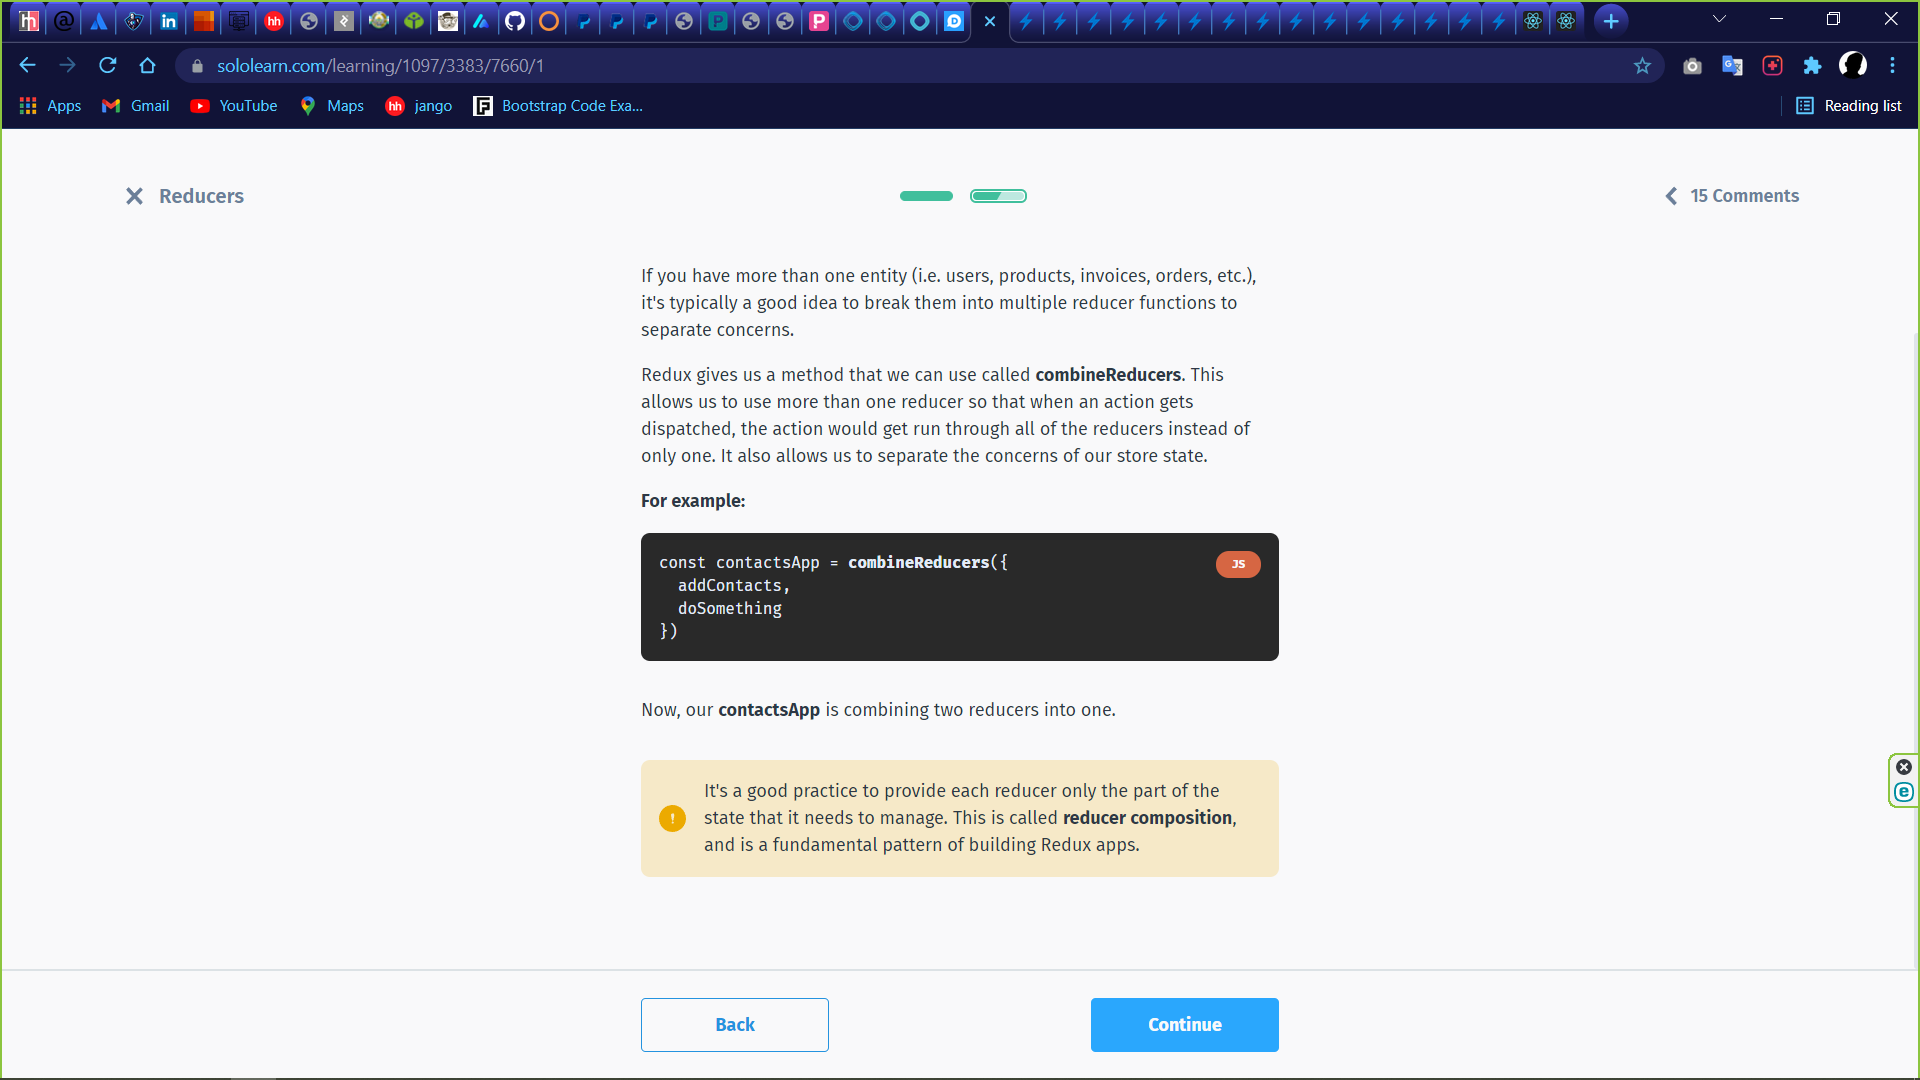 sololearn.com/learning/1097/3383/7660/1
Apps Gmail YouTube Maps jango Bootstrap Code Exa... Reading list
Reducers 15 Comments
If you have more than one entity (i.e. users, products, invoices, orders, etc.),
it's typically a good idea to break them into multiple reducer functions to
separate concerns.
Redux gives us a method that we can use called combineReducers. This
allows us to use more than one reducer so that when an action gets
dispatched, the action would get run through all of the reducers instead of
only one. It also allows us to separate the concerns of our store state.
For example:
const contactsApp = combineReducers({
JS
addContacts,
doSomething
})
Now, our contactsApp is combining two reducers into one.
It's a good practice to provide each reducer only the part of the
state that it needs to manage. This is called reducer composition,
and is a fundamental pattern of building Redux apps.
Back Continue